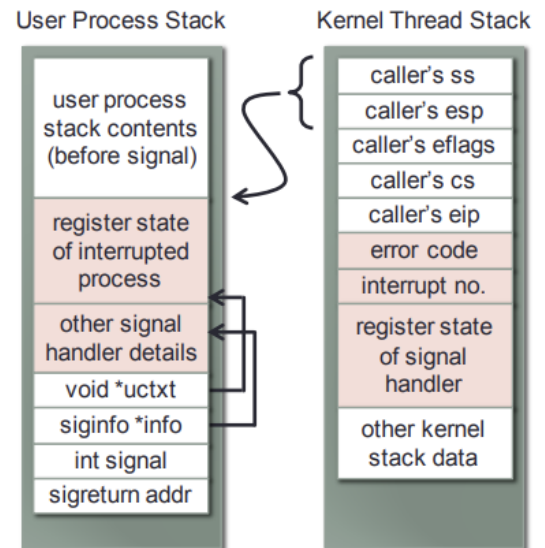 User Process Stack
user process
stack contents
(before signal)
register state
of interrupted
process
other signal
handler details
void *uctxt
siginfo *info
int signal
sigreturn addr
Kernel Thread Stack
caller's ss
caller's esp
caller's eflags
caller's cs
caller's eip
error code
interrupt no.
register state
of signal
handler
other kernel
stack data